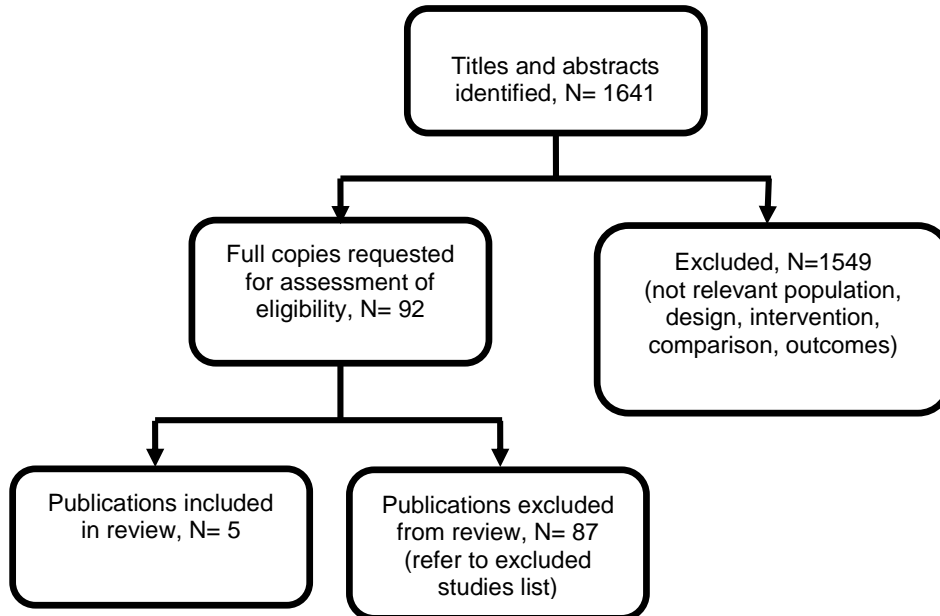 Titles and abstracts
identified, N= 1641
Full copies requested
for assessment of
eligibility, N= 92
Excluded, N=1549
(not relevant population,
design, intervention,
comparison, outcomes)
Publications included
in review, N= 5
Publications excluded
from review, N= 87
(refer to excluded
studies list)